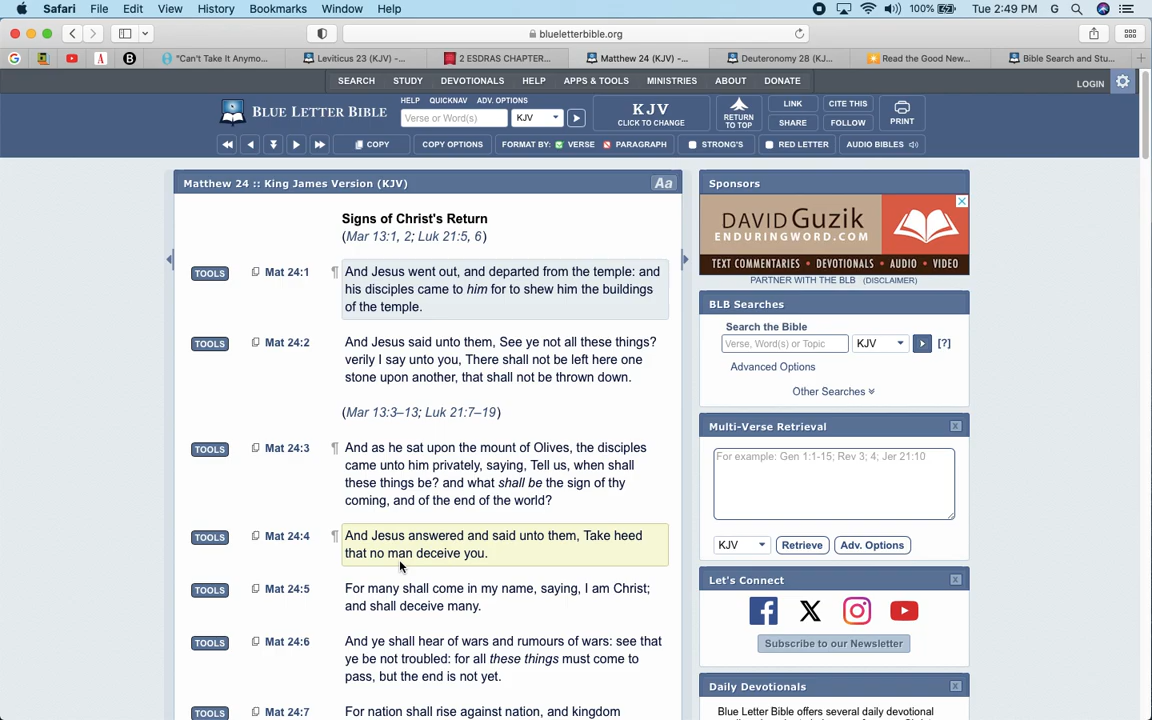 Safari File Edit View History Bookmarks Window Help 100% Tue 2:49 PM G
blueletterbible.org
"Can't Take It Anymo... Leviticus 23 (KJV) -... 2 ESDRAS CHAPTER... Matthew 24 (KJV) -... Deuteronomy 28 (KJ... Read the Good New... Bible Search and Stu...
SEARCH STUDY DEVOTIONALS HELP APPS & TOOLS MINISTRIES ABOUT DONATE LOGIN
BLUE LETTER BIBLE
HELP QUICKNAV ADV. OPTIONS
Verse or Word(s) KJV
KJV
CLICK TO CHANGE
RETURN
TO TOP
LINK CITE THIS
SHARE FOLLOW
PRINT
COPY COPY OPTIONS FORMAT BY: VERSE PARAGRAPH STRONG'S RED LETTER AUDIO BIBLES
Matthew 24 :: King James Version (KJV) Aa
Signs of Christ's Return
(Mar 13:1, 2; Luk 21:5, 6)
TOOLS Mat 24:1 ¶ And Jesus went out, and departed from the temple: and
his disciples came to him for to shew him the buildings
of the temple.
TOOLS Mat 24:2 And Jesus said unto them, See ye not all these things?
verily I say unto you, There shall not be left here one
stone upon another, that shall not be thrown down.
(Mar 13:3–13; Luk 21:7–19)
TOOLS Mat 24:3 ¶ And as he sat upon the mount of Olives, the disciples
came unto him privately, saying, Tell us, when shall
these things be? and what shall be the sign of thy
coming, and of the end of the world?
TOOLS Mat 24:4 ¶ And Jesus answered and said unto them, Take heed
that no man deceive you.
TOOLS Mat 24:5 For many shall come in my name, saying, I am Christ;
and shall deceive many.
TOOLS Mat 24:6 And ye shall hear of wars and rumours of wars: see that
ye be not troubled: for all these things must come to
pass, but the end is not yet.
TOOLS Mat 24:7 For nation shall rise against nation, and kingdom
Sponsors
DAVID GUZIK
ENDURINGWORD.COM
TEXT COMMENTARIES • DEVOTIONALS • AUDIO • VIDEO
PARTNER WITH THE BLB (DISCLAIMER)
BLB Searches
Search the Bible
Verse, Word(s) or Topic KJV [?]
Advanced Options
Other Searches
Multi-Verse Retrieval
For example: Gen 1:1-15; Rev 3; 4; Jer 21:10
KJV Retrieve Adv. Options
Let's Connect
Subscribe to our Newsletter
Daily Devotionals
Blue Letter Bible offers several daily devotional